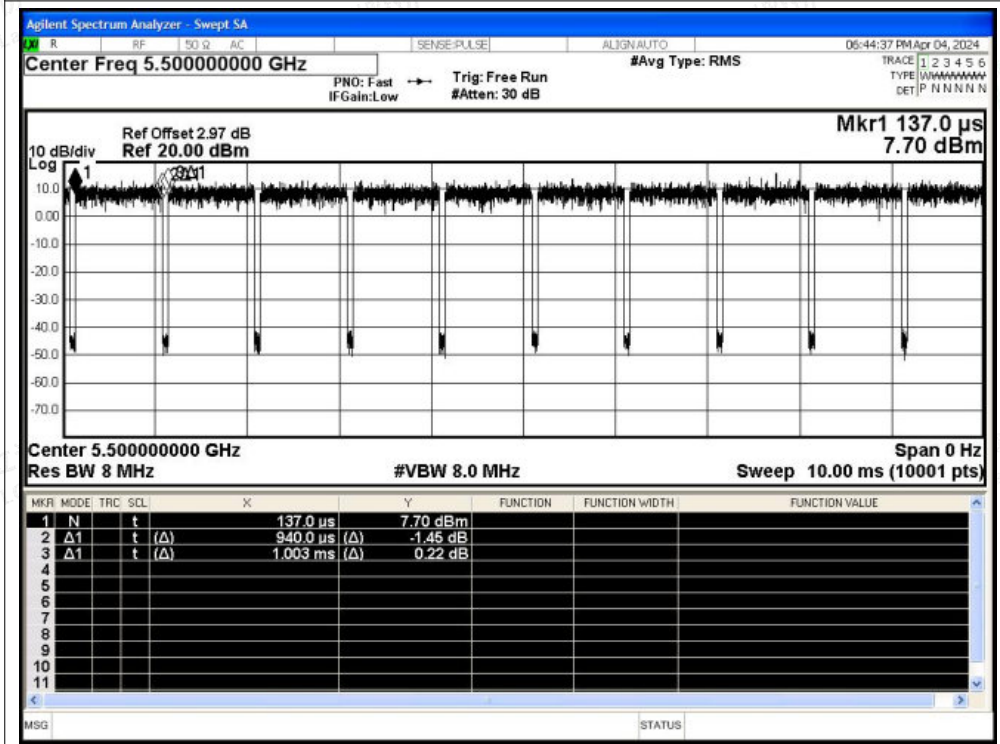 Agilent Spectrum Analyzer - Swept SA
LXI R RF 50 Ω AC SENSE:PULSE ALIGN AUTO 06:44:37 PM Apr 04, 2024
Center Freq 5.500000000 GHz #Avg Type: RMS TRACE 1 2 3 4 5 6
PNO: Fast Trig: Free Run TYPE WWWWWW
IFGain:Low #Atten: 30 dB DET P N N N N N
Mkr1 137.0 µs
7.70 dBm
Ref Offset 2.97 dB
10 dB/div Ref 20.00 dBm
Log
1
10.0
0.00
-10.0
-20.0
-30.0
-40.0
-50.0
-60.0
-70.0
Center 5.500000000 GHz Span 0 Hz
Res BW 8 MHz #VBW 8.0 MHz Sweep 10.00 ms (10001 pts)
MKR MODE TRC SCL X Y FUNCTION FUNCTION WIDTH FUNCTION VALUE
1 N t 137.0 µs 7.70 dBm
2 Δ1 t (Δ) 940.0 µs (Δ) -1.45 dB
3 Δ1 t (Δ) 1.003 ms (Δ) 0.22 dB
4
5
6
7
8
9
10
11
MSG STATUS